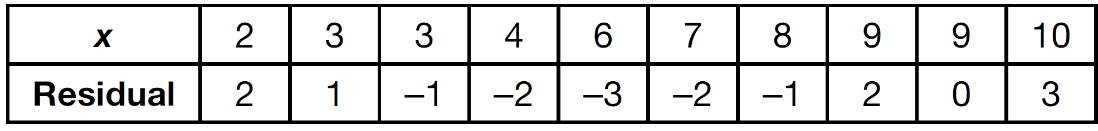 x 2 3 3 4 6 7 8 9 9 10
Residual 2 1 –1 –2 –3 –2 –1 2 0 3